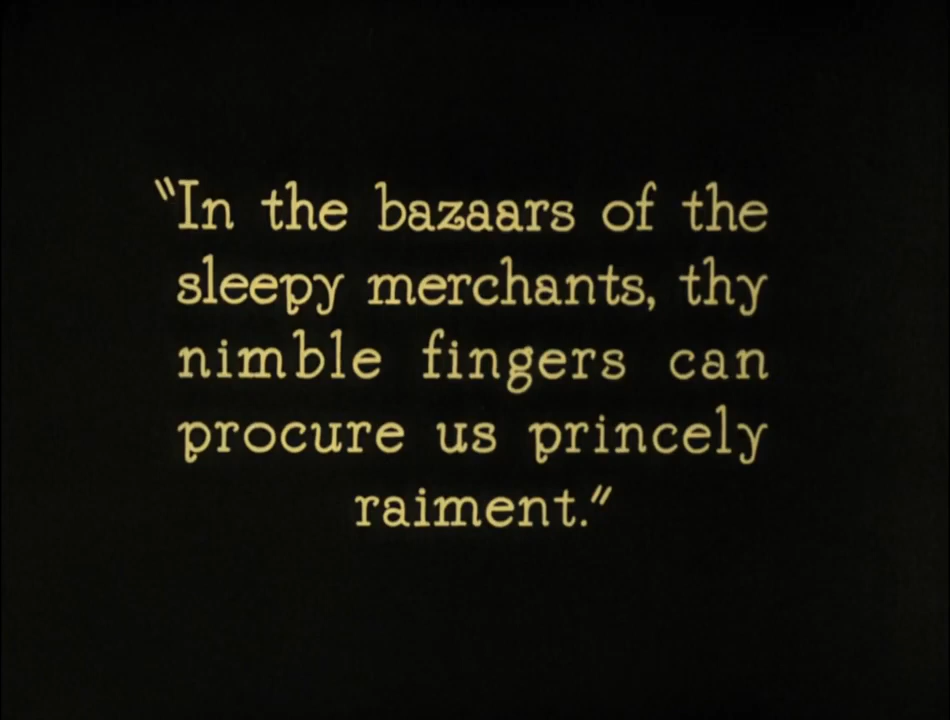 "In the bazaars of the
sleepy merchants, thy
nimble fingers can
procure us princely
raiment."